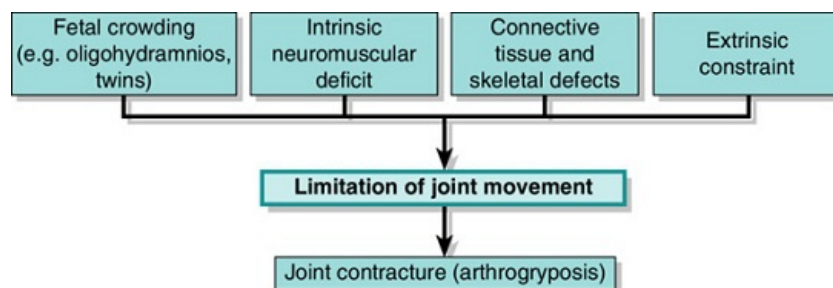 Fetal crowding
(e.g. oligohydramnios,
twins)
Intrinsic
neuromuscular
deficit
Connective
tissue and
skeletal defects
Extrinsic
constraint
Limitation of joint movement
Joint contracture (arthrogryposis)